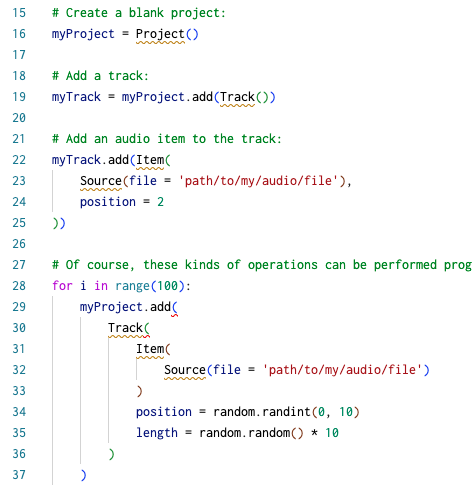 15 # Create a blank project:
16 myProject = Project()
17
18 # Add a track:
19 myTrack = myProject.add(Track())
20
21 # Add an audio item to the track:
22 myTrack.add(Item(
23     Source(file = 'path/to/my/audio/file'),
24     position = 2
25 ))
26
27 # Of course, these kinds of operations can be performed prog
28 for i in range(100):
29     myProject.add(
30         Track(
31             Item(
32                 Source(file = 'path/to/my/audio/file')
33             )
34             position = random.randint(0, 10)
35             length = random.random() * 10
36         )
37     )